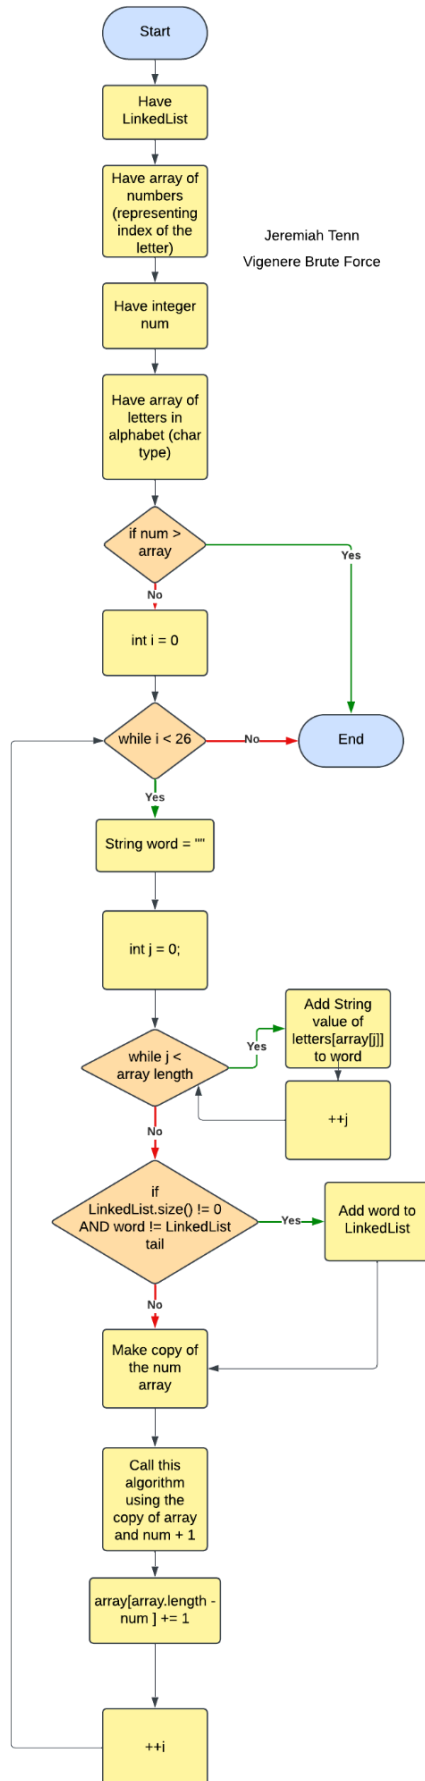 Start
Have
LinkedList
Have array of
numbers
(representing
index of the
letter)
Jeremiah Tenn
Vigenere Brute Force
Have integer
num
Have array of
letters in
alphabet (char
type)
if num >
array
Yes
No
int i = 0
while i < 26
No
End
Yes
String word = ""
int j = 0;
while j <
array length
Yes
Add String
value of
letters[array[j]]
to word
++j
No
if
LinkedList.size() != 0
AND word != LinkedList
tail
Yes
Add word to
LinkedList
No
Make copy of
the num
array
Call this
algorithm
using the
copy of array
and num + 1
array[array.length -
num ] += 1
++i